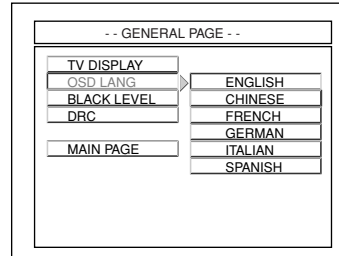 - - GENERAL PAGE - -
TV DISPLAY
OSD LANG
BLACK LEVEL
DRC
MAIN PAGE
ENGLISH
CHINESE
FRENCH
GERMAN
ITALIAN
SPANISH